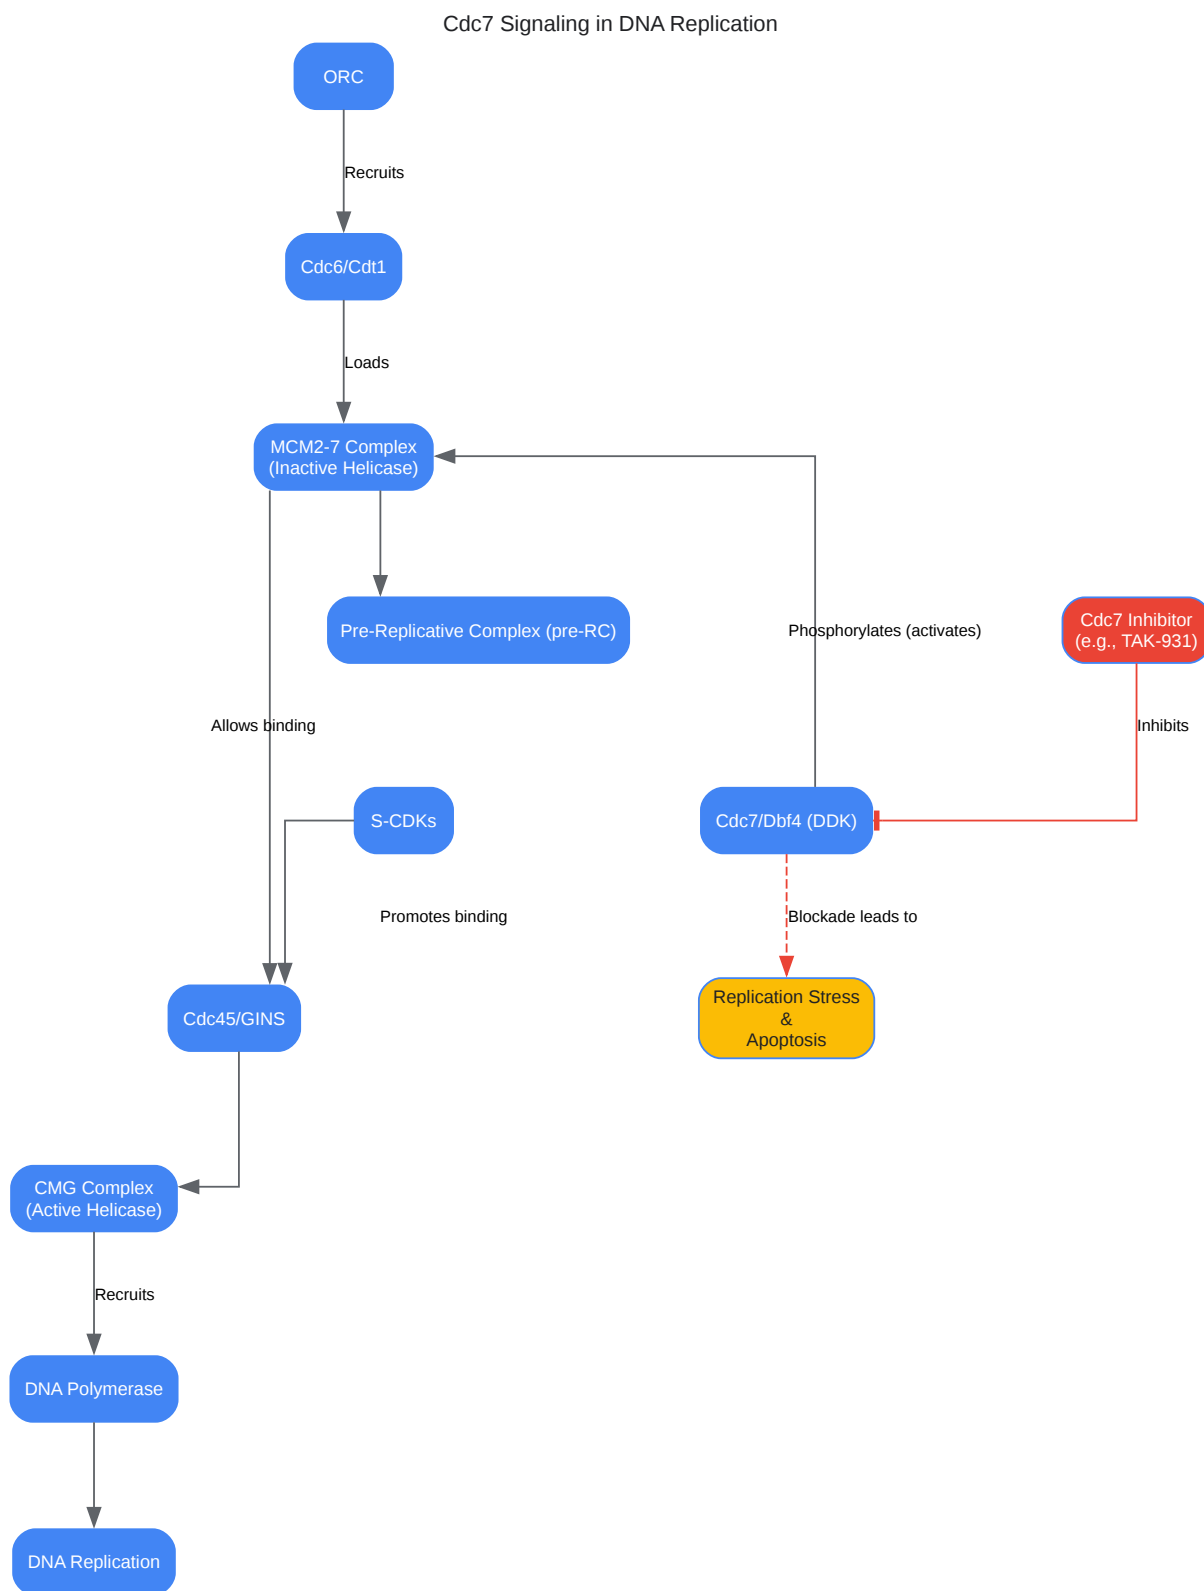 Cdc7 Signaling in DNA Replication
ORC
Recruits
Cdc6/Cdt1
Loads
MCM2-7 Complex
(Inactive Helicase)
Pre-Replicative Complex (pre-RC)
Phosphorylates (activates)
Cdc7 Inhibitor
(e.g., TAK-931)
Allows binding
Inhibits
S-CDKs
Cdc7/Dbf4 (DDK)
Promotes binding
Blockade leads to
Cdc45/GINS
Replication Stress
&
Apoptosis
CMG Complex
(Active Helicase)
Recruits
DNA Polymerase
DNA Replication